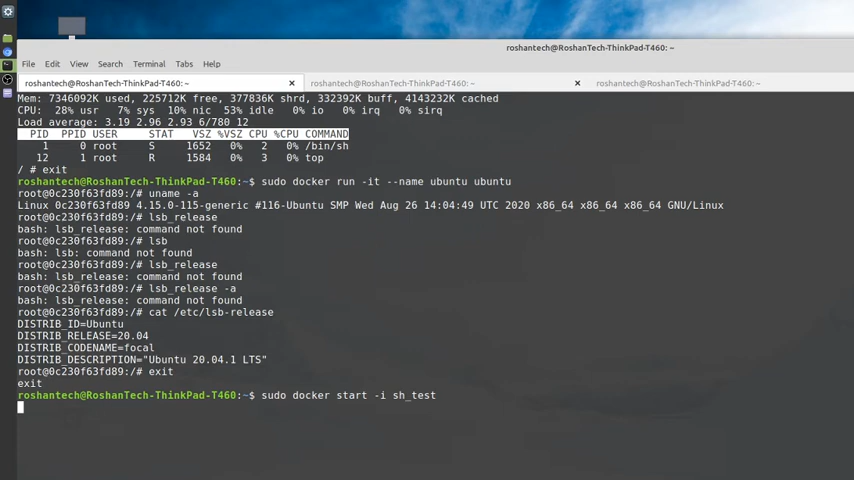 roshantech@RoshanTech-ThinkPad-T460: ~
File Edit View Search Terminal Tabs Help
roshantech@RoshanTech-ThinkPad-T460: ~ × roshantech@RoshanTech-ThinkPad-T460: ~ × roshantech@RoshanTech-ThinkPad-T460: ~
Mem: 7346092K used, 225712K free, 377836K shrd, 332392K buff, 4143232K cached
CPU:  28% usr   7% sys  10% nic  53% idle   0% io   0% irq   0% sirq
Load average: 3.19 2.96 2.93 6/780 12
  PID  PPID USER     STAT   VSZ %VSZ CPU %CPU COMMAND
    1     0 root     S     1652   0%   2   0% /bin/sh
   12     1 root     R     1584   0%   3   0% top
/ # exit
roshantech@RoshanTech-ThinkPad-T460:~$ sudo docker run -it --name ubuntu ubuntu
root@0c230f63fd89:/# uname -a
Linux 0c230f63fd89 4.15.0-115-generic #116-Ubuntu SMP Wed Aug 26 14:04:49 UTC 2020 x86_64 x86_64 x86_64 GNU/Linux
root@0c230f63fd89:/# lsb_release
bash: lsb_release: command not found
root@0c230f63fd89:/# lsb
bash: lsb: command not found
root@0c230f63fd89:/# lsb_release
bash: lsb_release: command not found
root@0c230f63fd89:/# lsb_release -a
bash: lsb_release: command not found
root@0c230f63fd89:/# cat /etc/lsb-release
DISTRIB_ID=Ubuntu
DISTRIB_RELEASE=20.04
DISTRIB_CODENAME=focal
DISTRIB_DESCRIPTION="Ubuntu 20.04.1 LTS"
root@0c230f63fd89:/# exit
exit
roshantech@RoshanTech-ThinkPad-T460:~$ sudo docker start -i sh_test